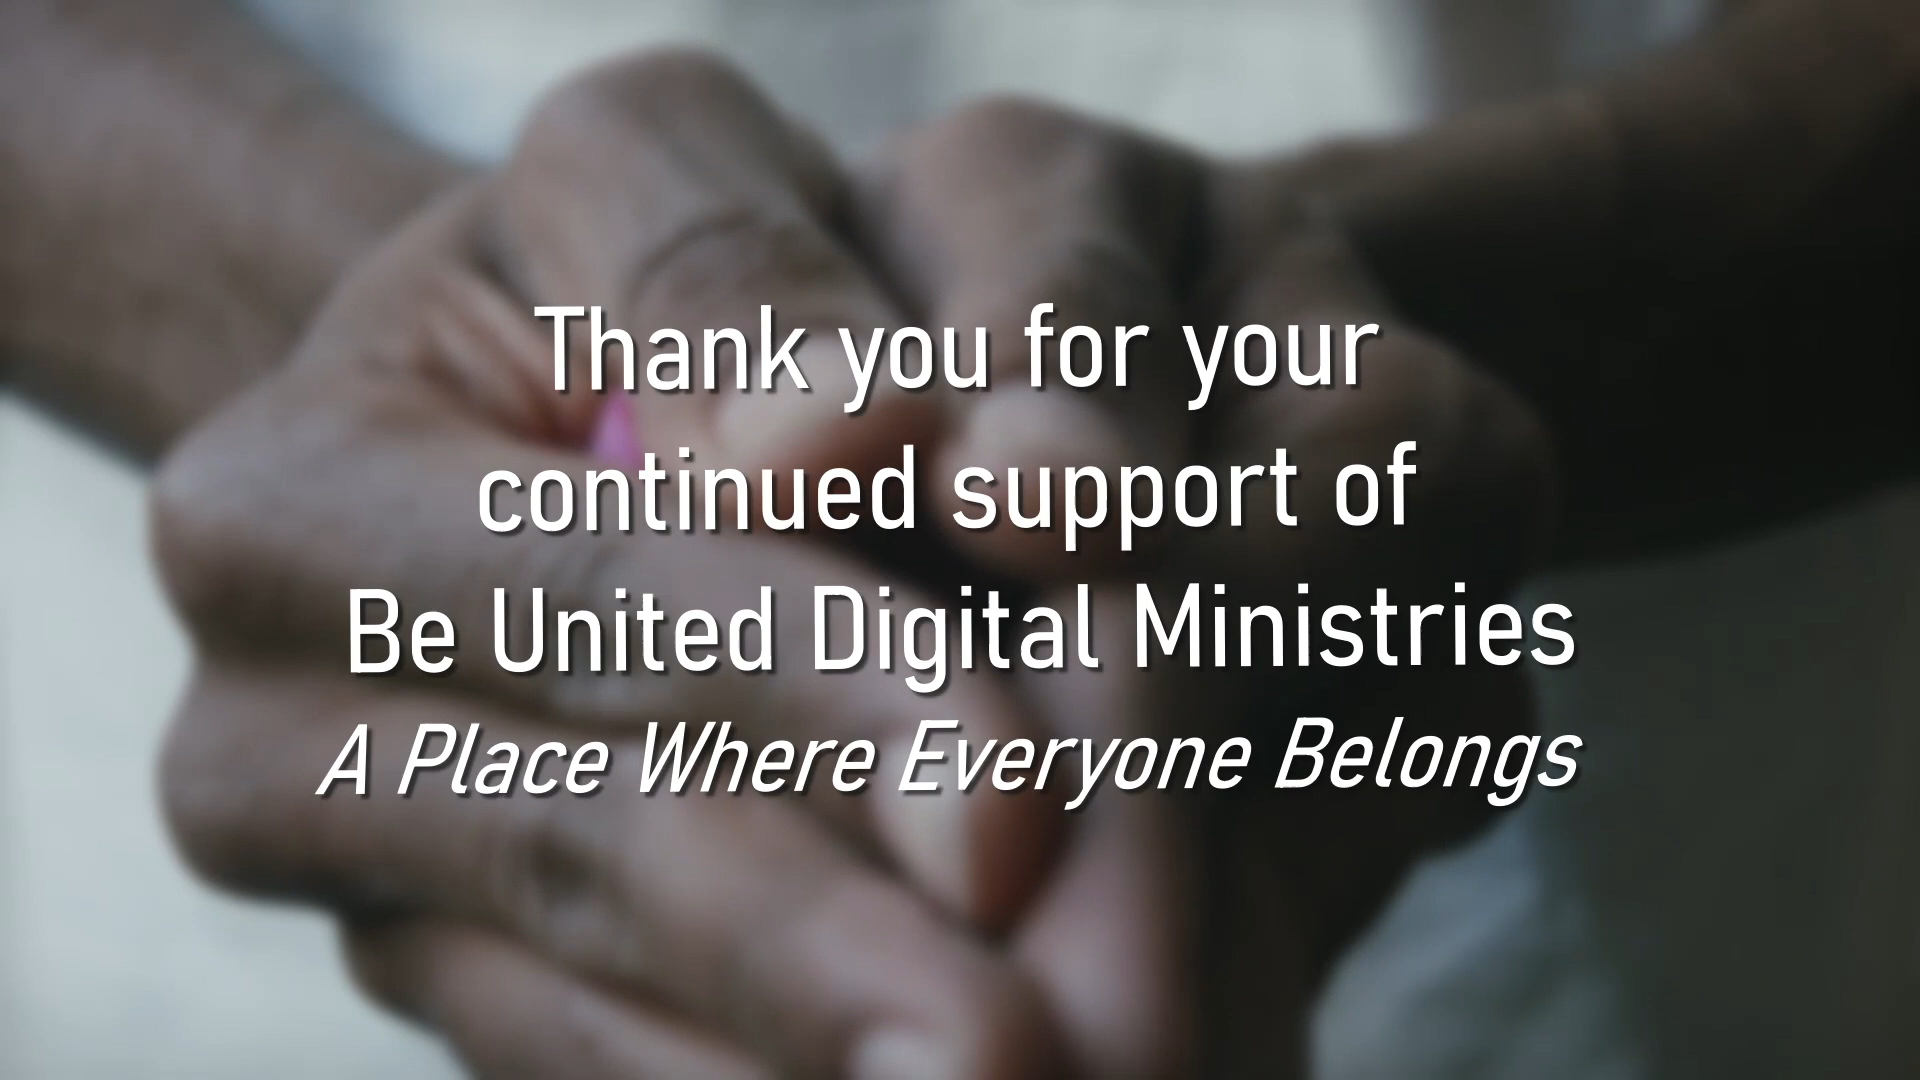 Thank you for your
continued support of
Be United Digital Ministries
A Place Where Everyone Belongs